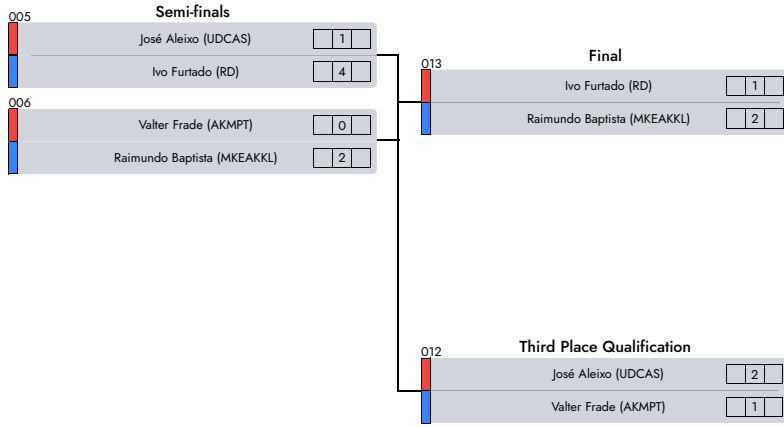 Semi-finals
005
José Aleixo (UDCAS) 1
Ivo Furtado (RD) 4
006
Valter Frade (AKMPT) 0
Raimundo Baptista (MKEAKKL) 2
Final
013
Ivo Furtado (RD) 1
Raimundo Baptista (MKEAKKL) 2
Third Place Qualification
012
José Aleixo (UDCAS) 2
Valter Frade (AKMPT) 1